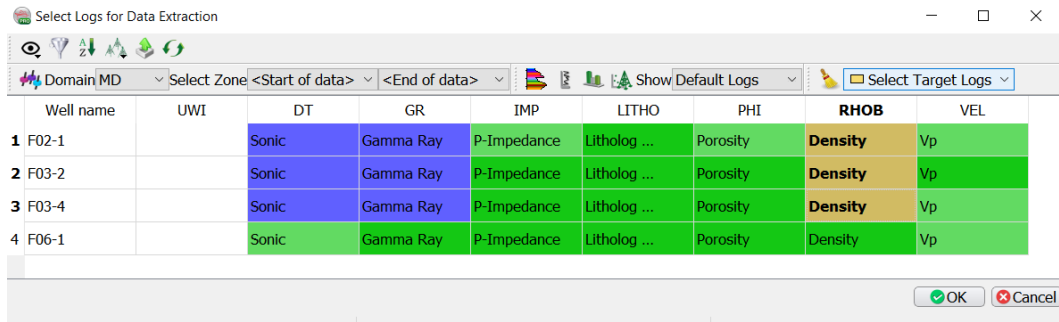 Select Logs for Data Extraction
Domain MD Select Zone <Start of data> <End of data> Show Default Logs Select Target Logs
Well name UWI DT GR IMP LITHO PHI RHOB VEL
1 F02-1 Sonic Gamma Ray P-Impedance Litholog ... Porosity Density Vp
2 F03-2 Sonic Gamma Ray P-Impedance Litholog ... Porosity Density Vp
3 F03-4 Sonic Gamma Ray P-Impedance Litholog ... Porosity Density Vp
4 F06-1 Sonic Gamma Ray P-Impedance Litholog ... Porosity Density Vp
OK Cancel